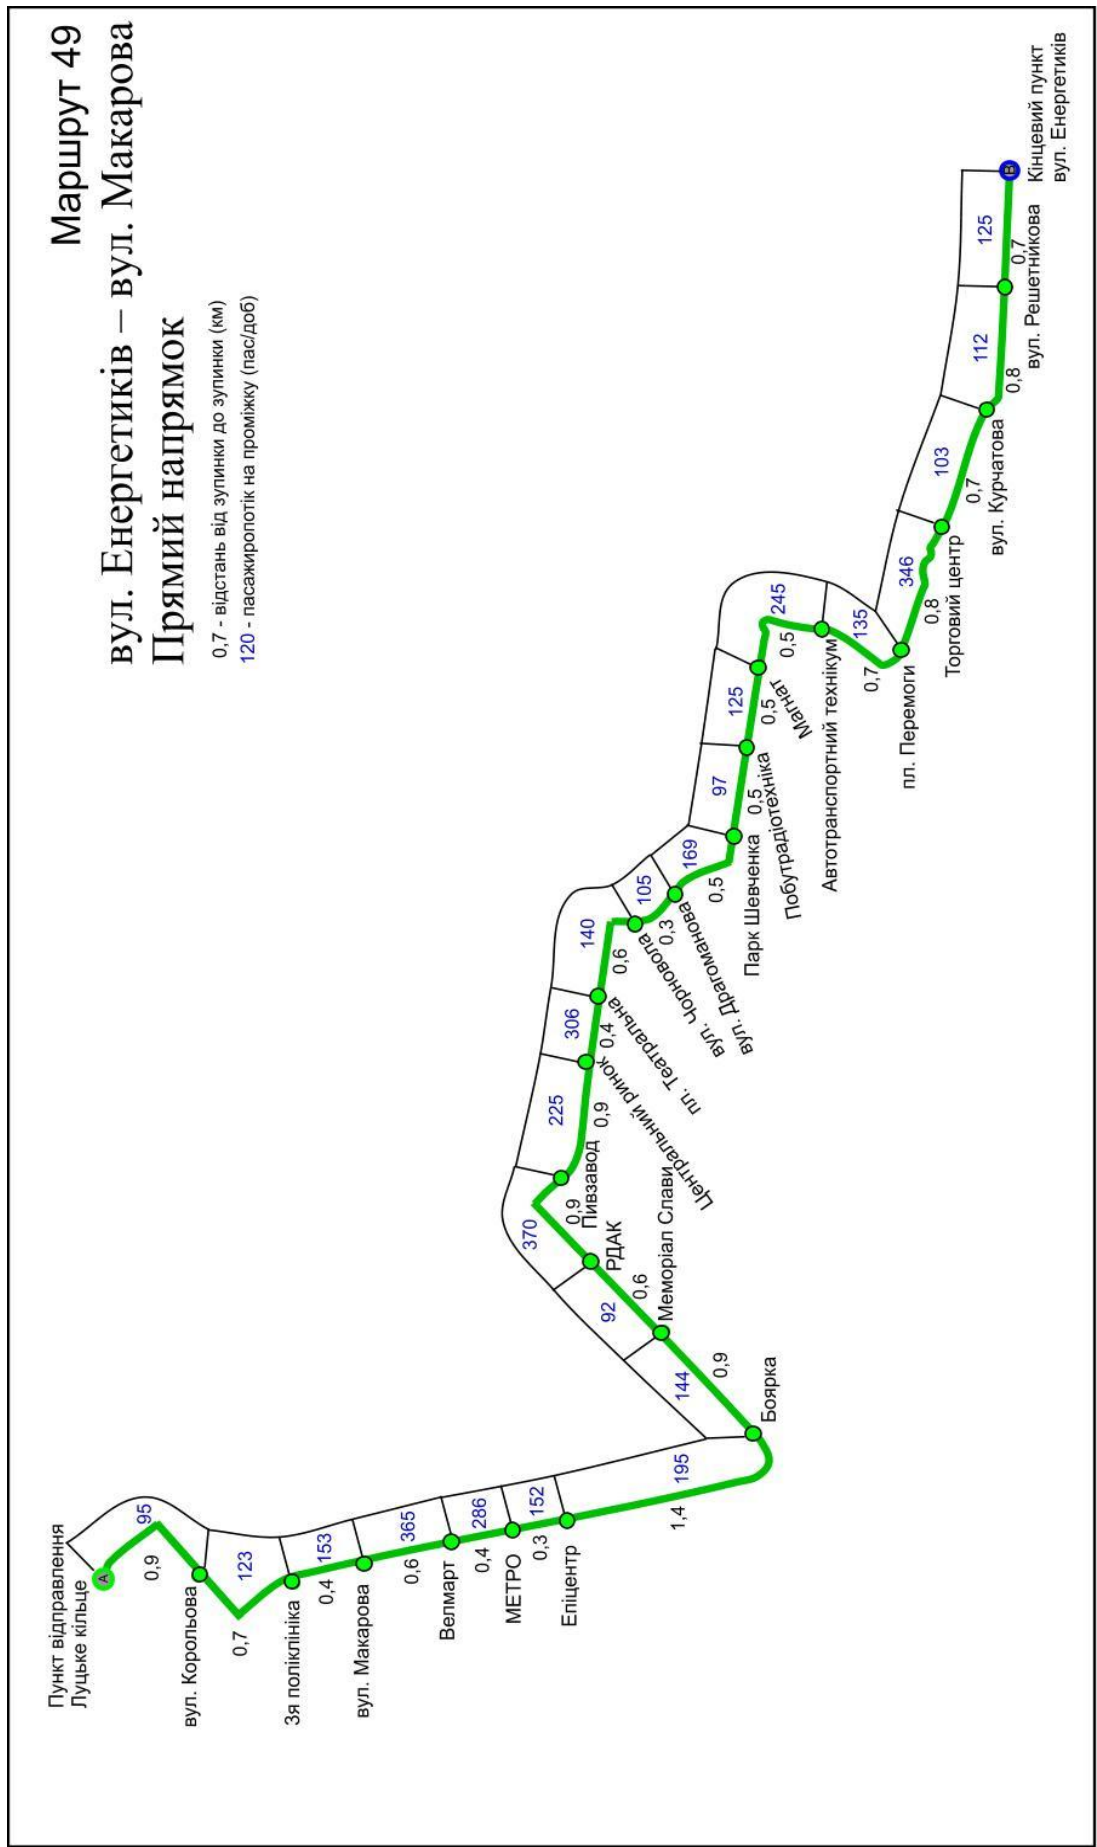 Маршрут 49
вул. Енергетиків – вул. Макарова
Прямий напрямок
0,7 - відстань від зупинки до зупинки (км)
120 - пасажиропотік на проміжку (пас/доб)
Пункт відправлення
Луцьке кільце
A
95
0,9
вул. Корольова
123
0,7
3я поліклініка
153
0,4
вул. Макарова
365
0,6
Велмарт
286
0,4
МЕТРО
152
0,3
Епіцентр
195
1,4
Боярка
144
0,9
Меморіал Слави
92
0,6
РДАК
370
0,9
Пивзавод
225
0,9
Центральний ринок
306
0,4
пл. Театральна
140
0,6
вул. Чорновола
105
0,3
вул. Драгоманова
169
0,5
Парк Шевченка
97
0,5
Побутрадіотехніка
125
0,5
Магнат
245
0,5
Автотранспортний технікум
135
0,7
пл. Перемоги
346
0,8
Торговий центр
103
0,7
вул. Курчатова
112
0,8
вул. Решетникова
125
0,7
B
Кінцевий пункт
вул. Енергетиків